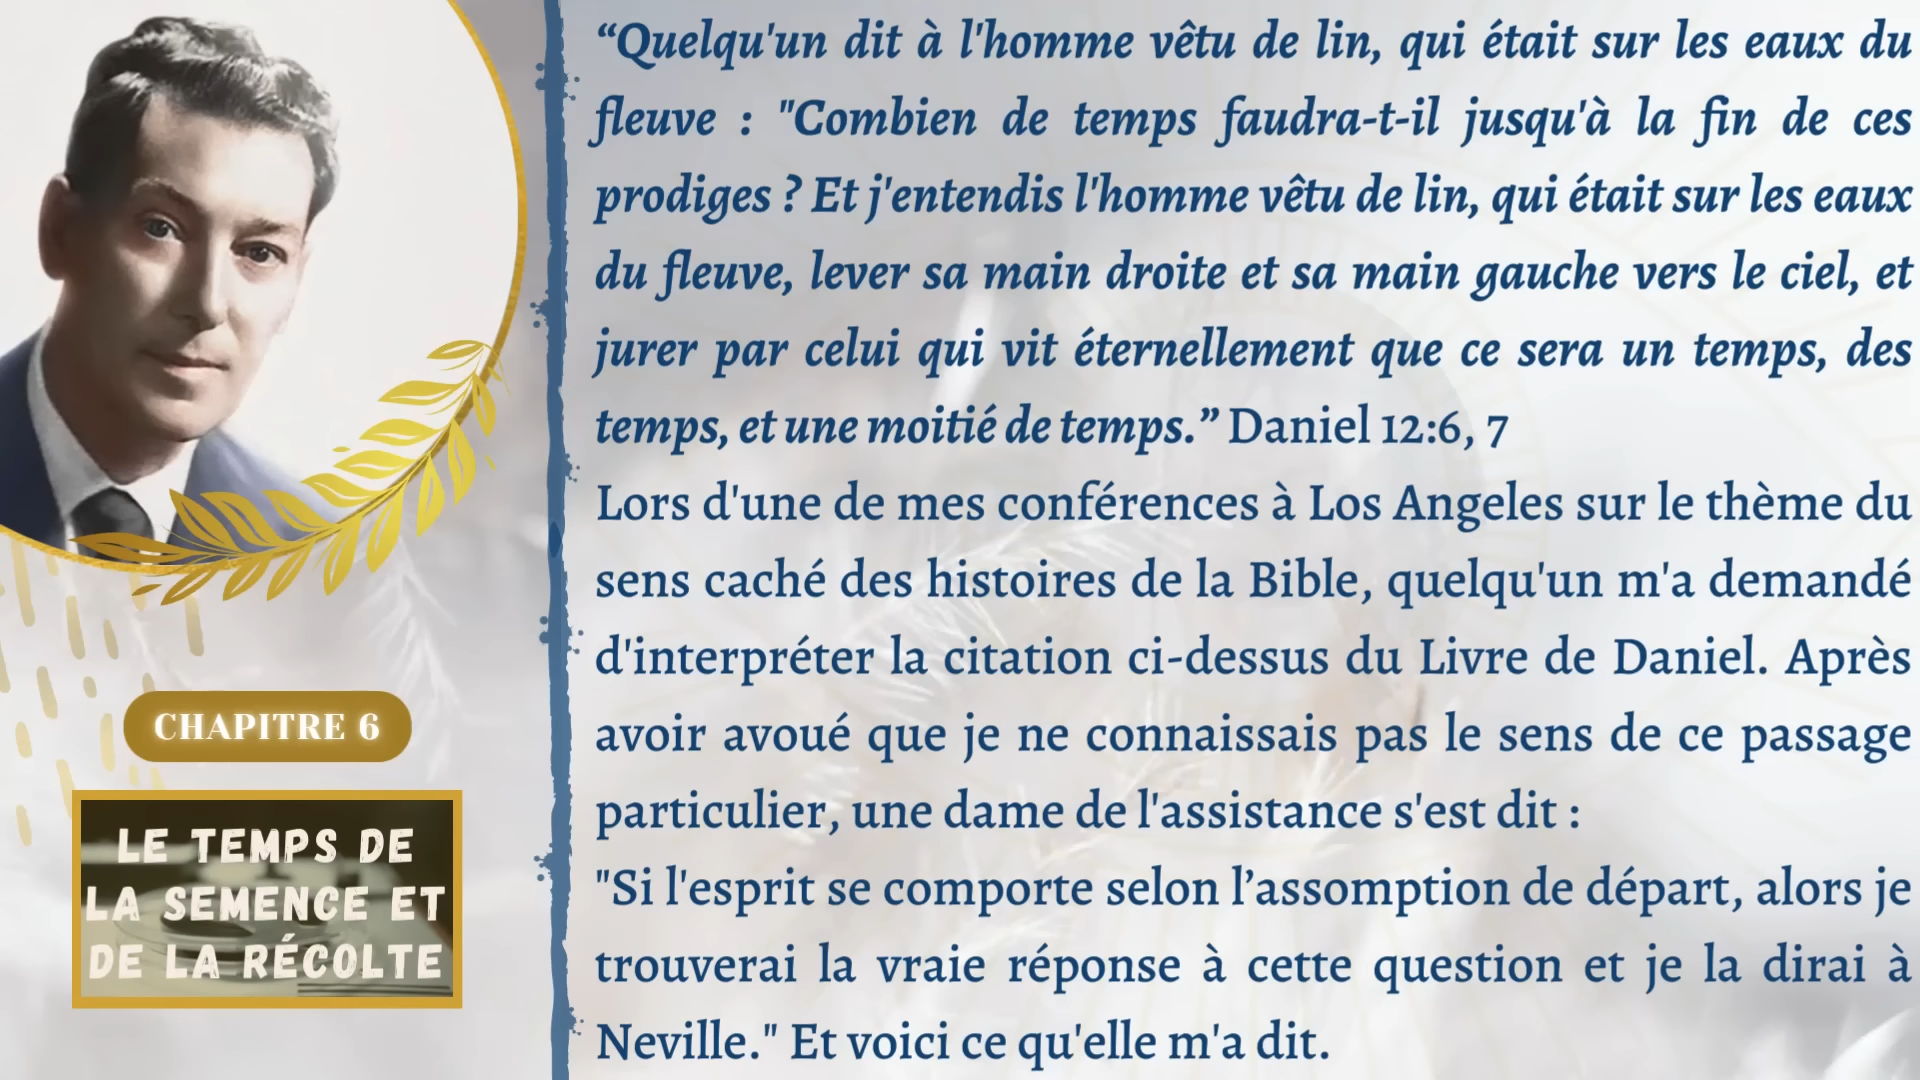 “Quelqu'un dit à l'homme vêtu de lin, qui était sur les eaux du
fleuve : "Combien de temps faudra-t-il jusqu'à la fin de ces
prodiges ? Et j'entendis l'homme vêtu de lin, qui était sur les eaux
du fleuve, lever sa main droite et sa main gauche vers le ciel, et
jurer par celui qui vit éternellement que ce sera un temps, des
temps, et une moitié de temps.” Daniel 12:6, 7
Lors d'une de mes conférences à Los Angeles sur le thème du
sens caché des histoires de la Bible, quelqu'un m'a demandé
d'interpréter la citation ci-dessus du Livre de Daniel. Après
avoir avoué que je ne connaissais pas le sens de ce passage
particulier, une dame de l'assistance s'est dit :
"Si l'esprit se comporte selon l’assomption de départ, alors je
trouverai la vraie réponse à cette question et je la dirai à
Neville." Et voici ce qu'elle m'a dit.
CHAPITRE 6
LE TEMPS DE
LA SEMENCE ET
DE LA RÉCOLTE